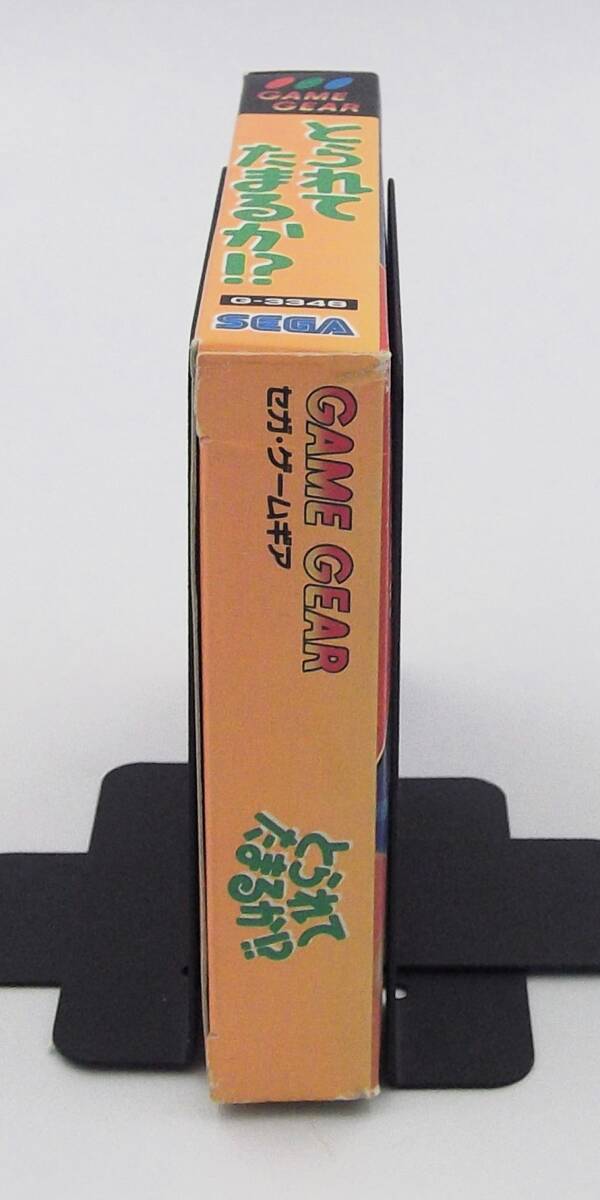 GAME
GEAR
とられて
たまるか!?
G-3348
SEGA
GAME GEAR
セガ・ゲームギア
とられて
たまるか!?